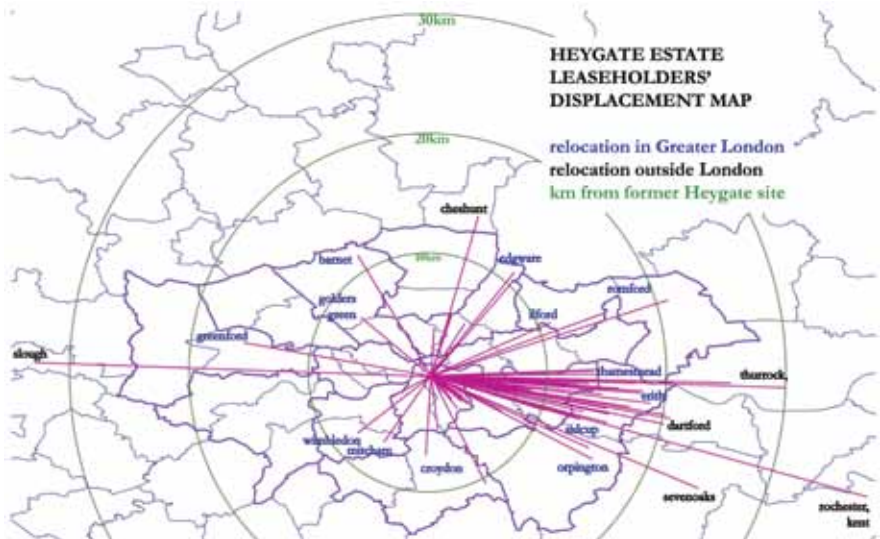 30km
HEYGATE ESTATE
LEASEHOLDERS'
DISPLACEMENT MAP
20km
relocation in Greater London
relocation outside London
km from former Heygate site
cheshunt
barnet
10km
edgware
romford
golders
green
ilford
greenford
slough
thamesmead
thurrock,
erith
dartford
sidcup
wimbledon
mitcham
croydon
orpington
sevenoaks
rochester,
kent